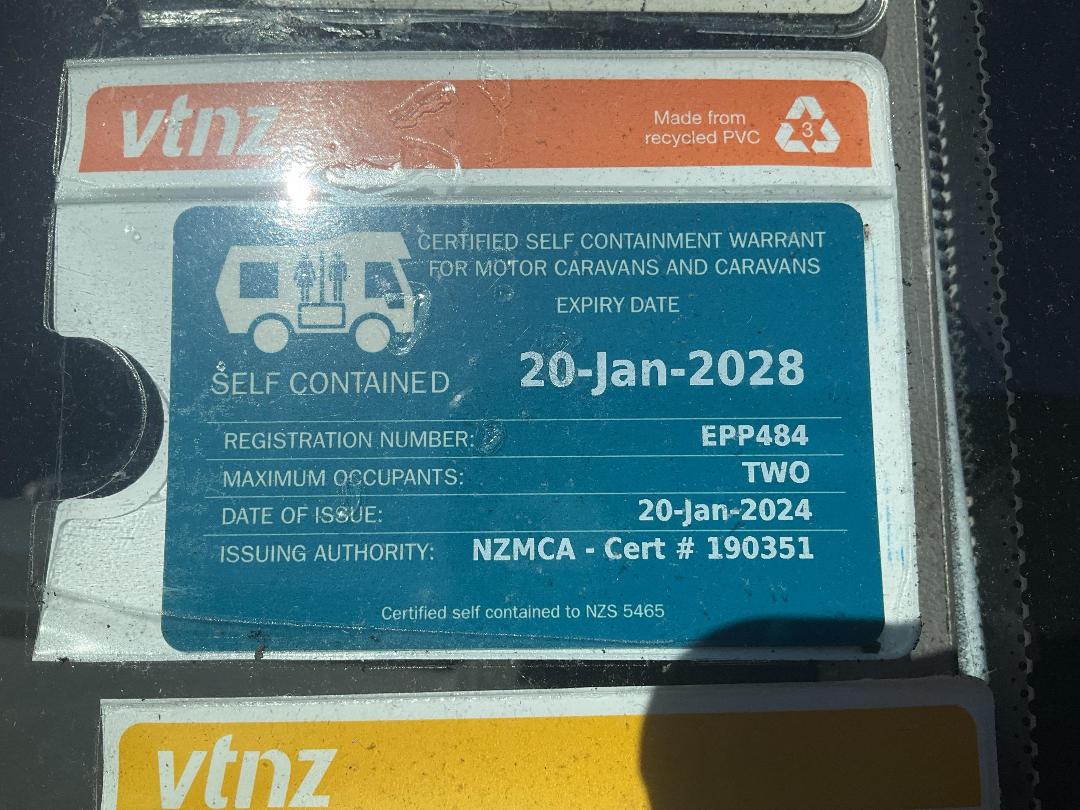 vtnz
Made from
recycled PVC
3
CERTIFIED SELF CONTAINMENT WARRANT
FOR MOTOR CARAVANS AND CARAVANS
EXPIRY DATE
20-Jan-2028
SELF CONTAINED
REGISTRATION NUMBER: EPP484
MAXIMUM OCCUPANTS: TWO
DATE OF ISSUE: 20-Jan-2024
ISSUING AUTHORITY: NZMCA - Cert # 190351
Certified self contained to NZS 5465
vtnz